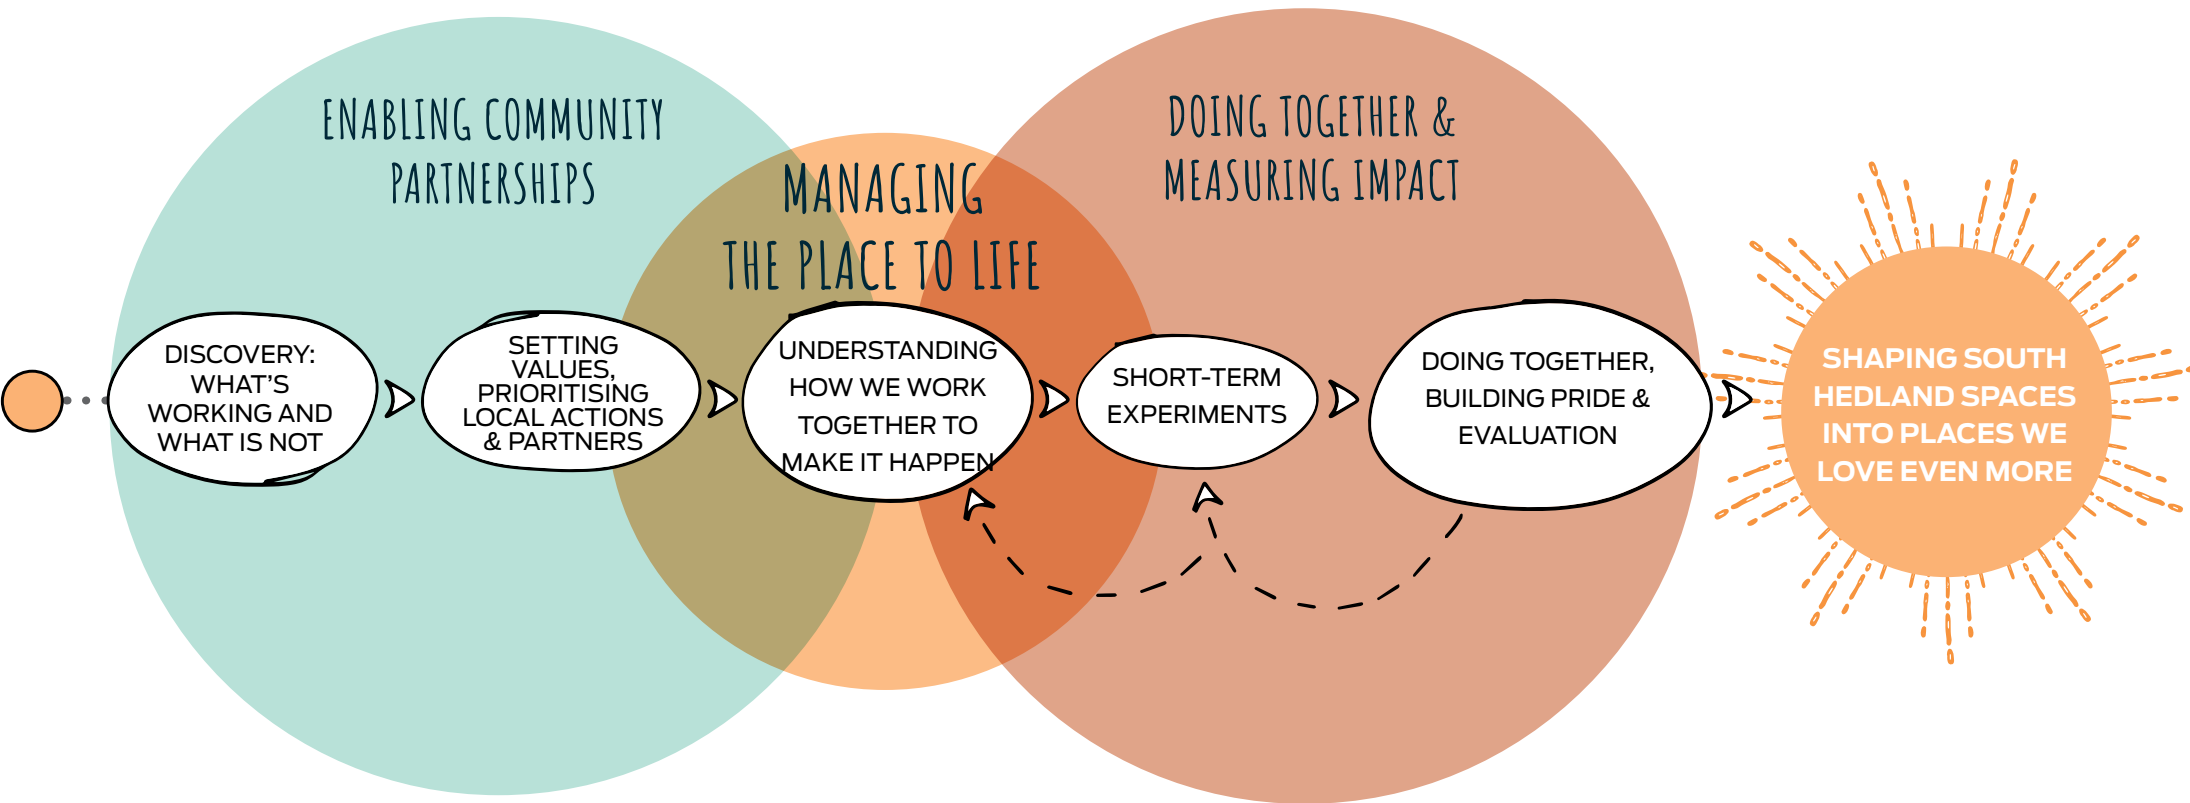 ENABLING COMMUNITY
PARTNERSHIPS
MANAGING
THE PLACE TO LIFE
DOING TOGETHER &
MEASURING IMPACT
DISCOVERY:
WHAT'S
WORKING AND
WHAT IS NOT
SETTING
VALUES,
PRIORITISING
LOCAL ACTIONS
& PARTNERS
UNDERSTANDING
HOW WE WORK
TOGETHER TO
MAKE IT HAPPEN
SHORT-TERM
EXPERIMENTS
DOING TOGETHER,
BUILDING PRIDE &
EVALUATION
SHAPING SOUTH
HEDLAND SPACES
INTO PLACES WE
LOVE EVEN MORE